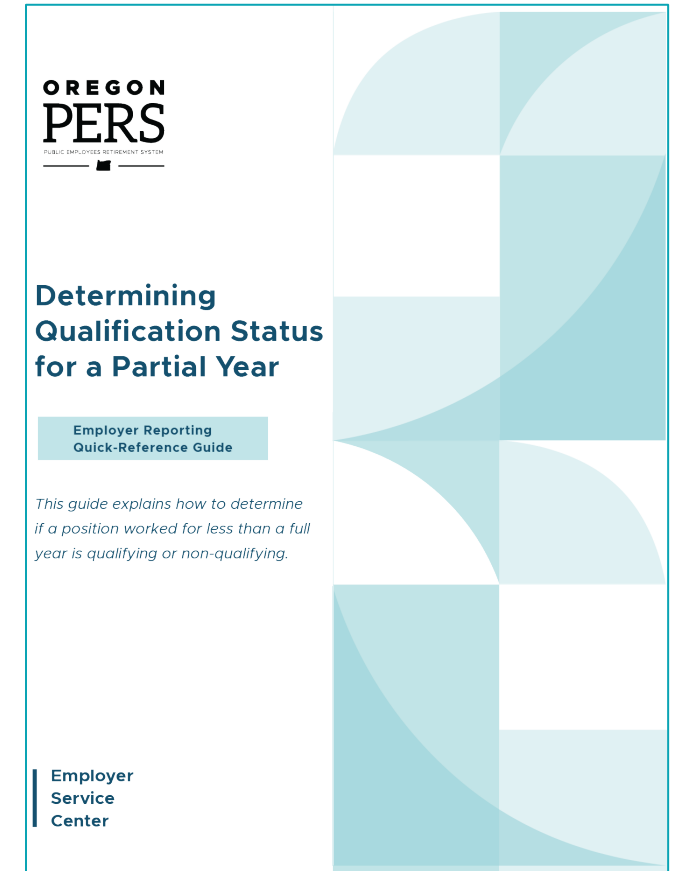 OREGON
PERS
PUBLIC EMPLOYEES RETIREMENT SYSTEM
Determining
Qualification Status
for a Partial Year
Employer Reporting
Quick-Reference Guide
This guide explains how to determine
if a position worked for less than a full
year is qualifying or non-qualifying.
Employer
Service
Center